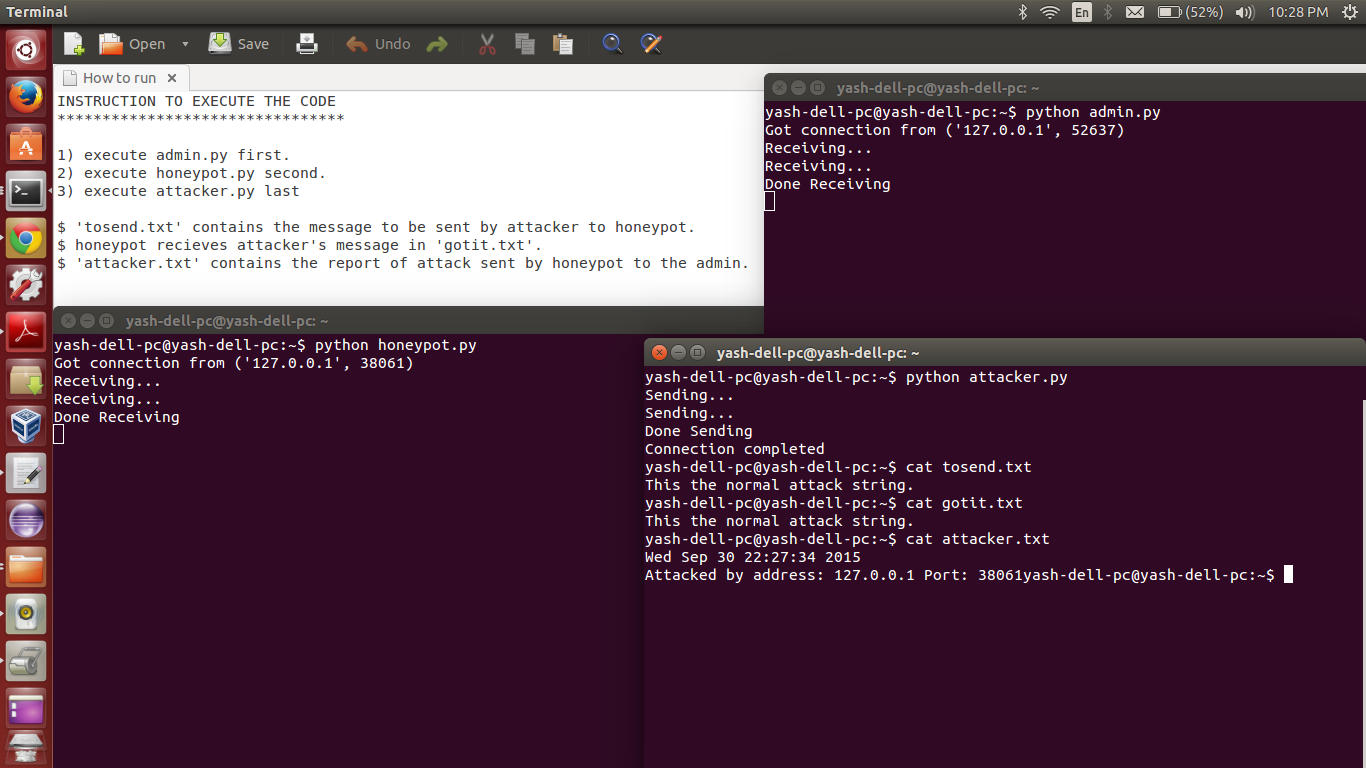 Terminal
En
(52%)
10:28 PM
Open
Save
Undo
How to run
INSTRUCTION TO EXECUTE THE CODE
********************************
1) execute admin.py first.
2) execute honeypot.py second.
3) execute attacker.py last
$ 'tosend.txt' contains the message to be sent by attacker to honeypot.
$ honeypot recieves attacker's message in 'gotit.txt'.
$ 'attacker.txt' contains the report of attack sent by honeypot to the admin.
yash-dell-pc@yash-dell-pc: ~
yash-dell-pc@yash-dell-pc:~$ python admin.py
Got connection from ('127.0.0.1', 52637)
Receiving...
Receiving...
Done Receiving
yash-dell-pc@yash-dell-pc: ~
yash-dell-pc@yash-dell-pc:~$ python honeypot.py
Got connection from ('127.0.0.1', 38061)
Receiving...
Receiving...
Done Receiving
yash-dell-pc@yash-dell-pc: ~
yash-dell-pc@yash-dell-pc:~$ python attacker.py
Sending...
Sending...
Done Sending
Connection completed
yash-dell-pc@yash-dell-pc:~$ cat tosend.txt
This the normal attack string.
yash-dell-pc@yash-dell-pc:~$ cat gotit.txt
This the normal attack string.
yash-dell-pc@yash-dell-pc:~$ cat attacker.txt
Wed Sep 30 22:27:34 2015
Attacked by address: 127.0.0.1 Port: 38061yash-dell-pc@yash-dell-pc:~$